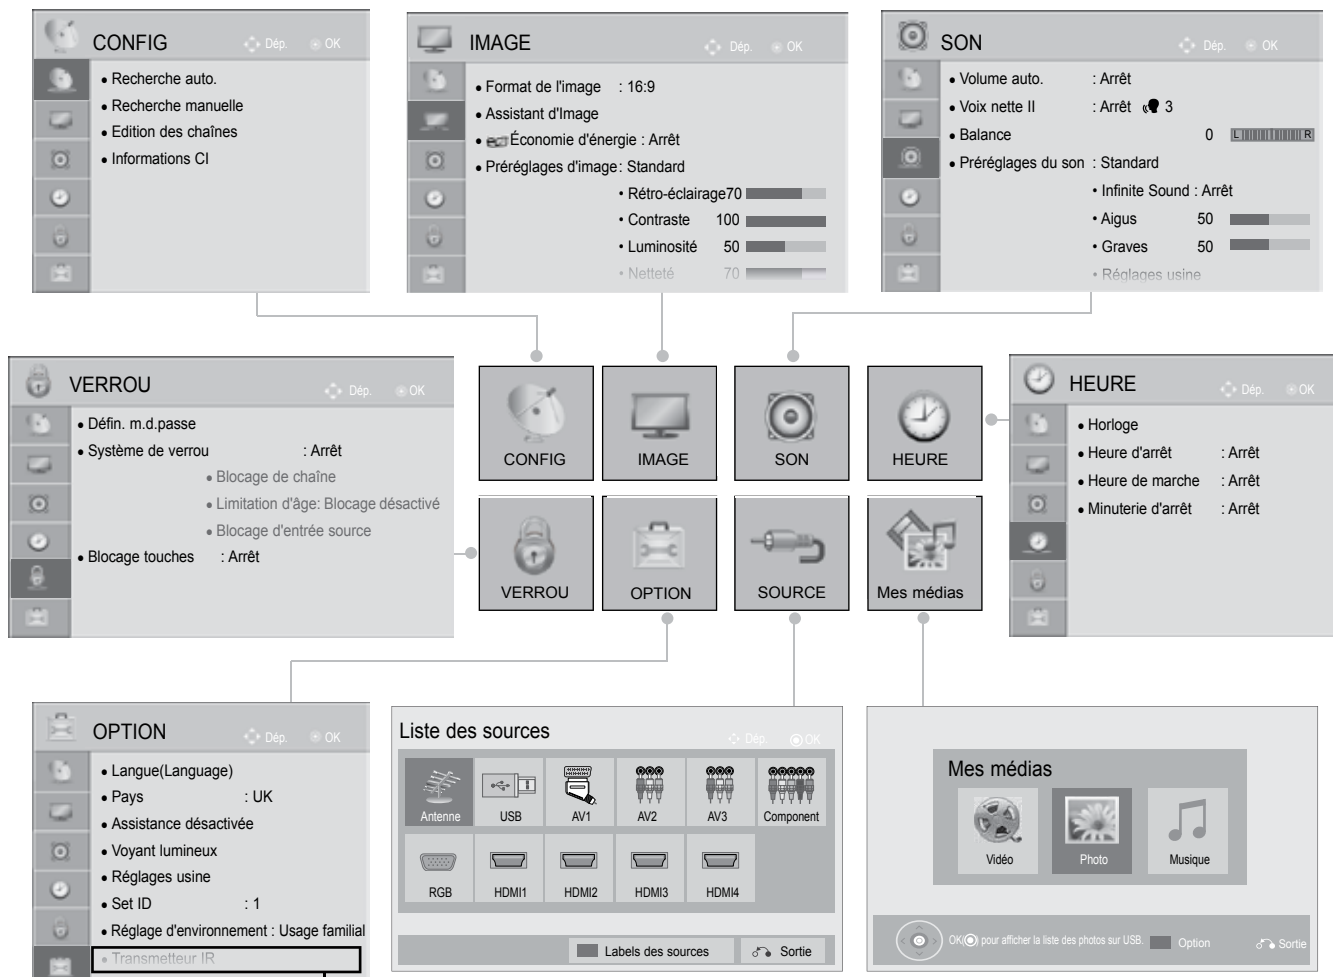 CONFIG
Dép. OK
• Recherche auto.
• Recherche manuelle
• Edition des chaînes
• Informations CI
IMAGE
Dép. OK
• Format de l'image : 16:9
• Assistant d'Image
• Économie d'énergie : Arrêt
• Préréglages d'image: Standard
• Rétro-éclairage70
• Contraste 100
• Luminosité 50
• Netteté 70
SON
Dép. OK
• Volume auto. : Arrêt
• Voix nette II : Arrêt 3
• Balance 0 L R
• Préréglages du son : Standard
• Infinite Sound : Arrêt
• Aigus 50
• Graves 50
• Réglages usine
VERROU
Dép. OK
• Défin. m.d.passe
• Système de verrou : Arrêt
• Blocage de chaîne
• Limitation d'âge: Blocage désactivé
• Blocage d'entrée source
• Blocage touches : Arrêt
CONFIG
IMAGE
SON
HEURE
VERROU
OPTION
SOURCE
Mes médias
HEURE
Dép. OK
• Horloge
• Heure d'arrêt : Arrêt
• Heure de marche : Arrêt
• Minuterie d'arrêt : Arrêt
OPTION
Dép. OK
• Langue(Language)
• Pays : UK
• Assistance désactivée
• Voyant lumineux
• Réglages usine
• Set ID : 1
• Réglage d'environnement : Usage familial
• Transmetteur IR
Liste des sources
Dép. OK
Antenne
USB
AV1
AV2
AV3
Component
RGB
HDMI1
HDMI2
HDMI3
HDMI4
Labels des sources
Sortie
Mes médias
Vidéo
Photo
Musique
OK(◉) pour afficher la liste des photos sur USB.
Option
Sortie